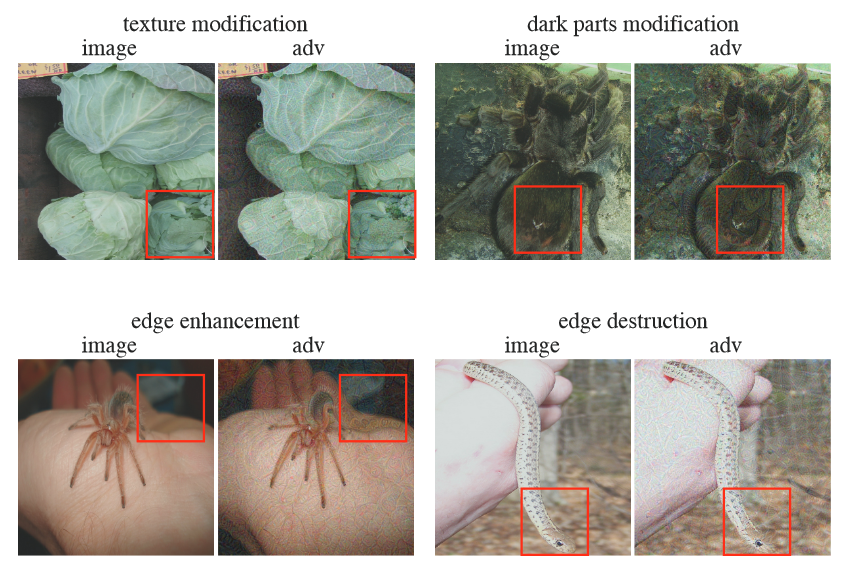 texture modification
image adv
dark parts modification
image adv
edge enhancement
image adv
edge destruction
image adv